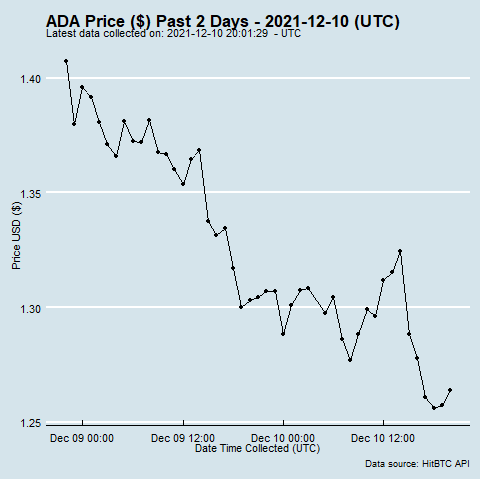 ADA Price ($) Past 2 Days - 2021-12-10 (UTC)
Latest data collected on: 2021-12-10 20:01:29 - UTC
1.40
1.35
1.30
1.25
Price USD ($)
Dec 09 00:00 Dec 09 12:00 Dec 10 00:00 Dec 10 12:00
Date Time Collected (UTC)
Data source: HitBTC API